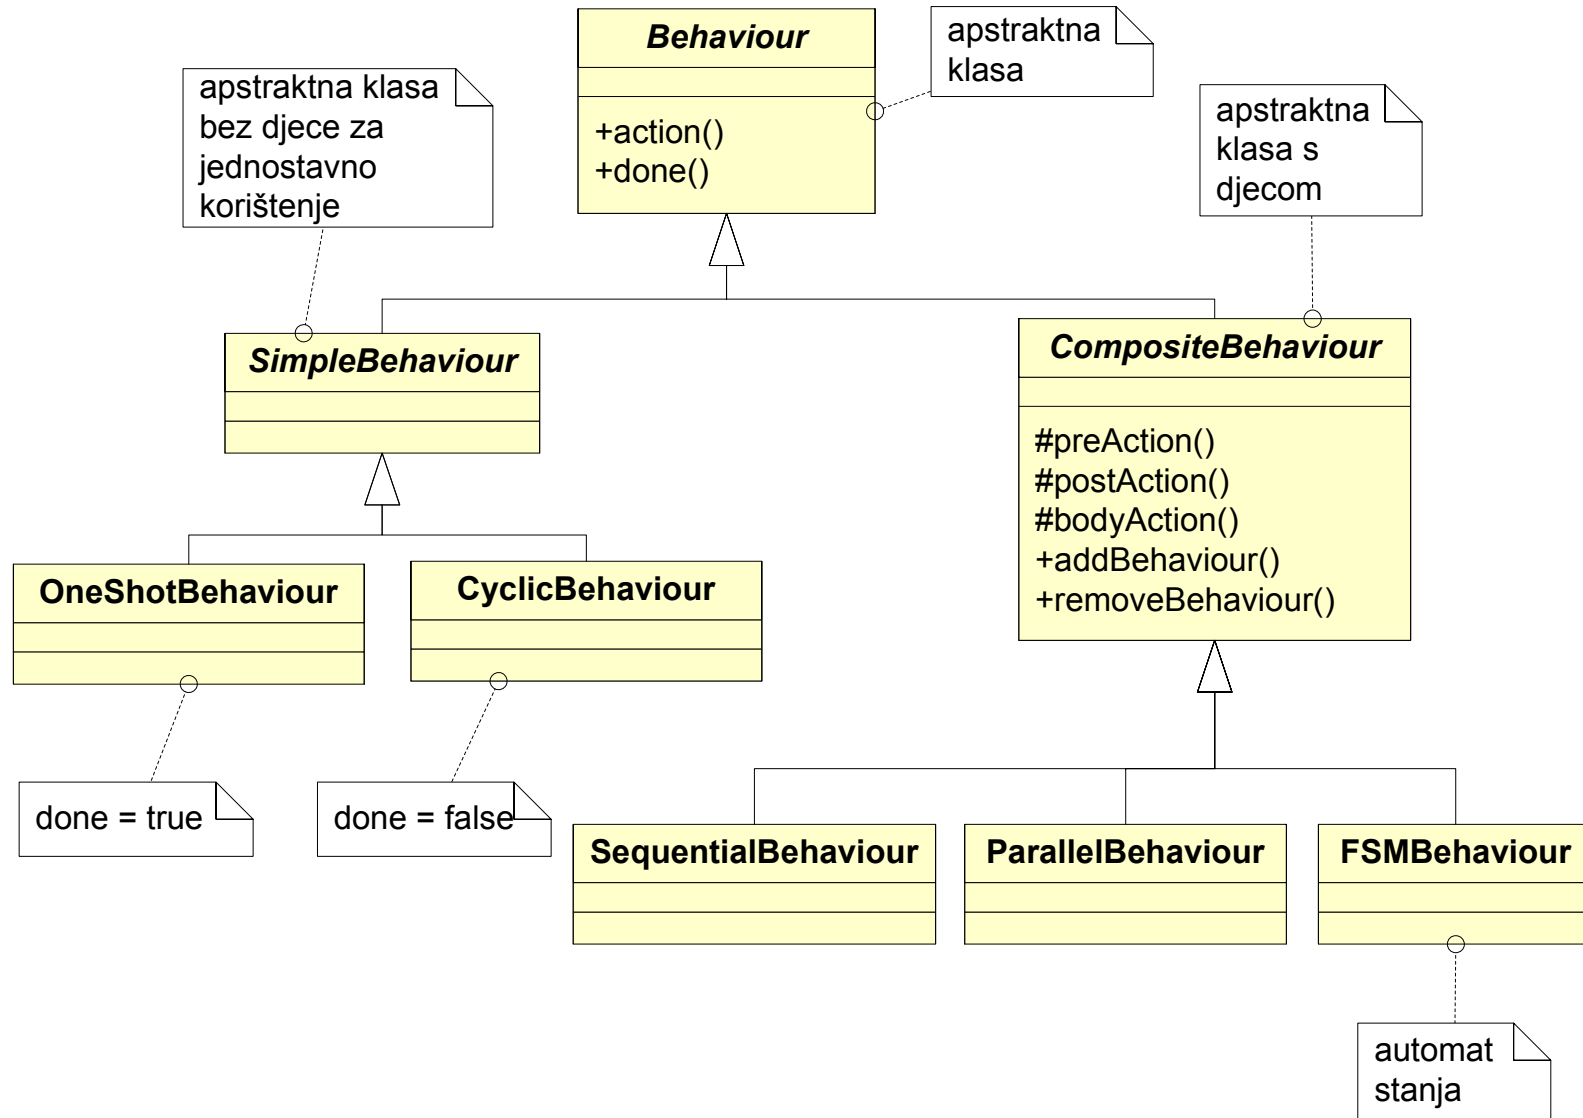 Behaviour
+action()
+done()
apstraktna
klasa
apstraktna klasa
bez djece za
jednostavno
korištenje
apstraktna
klasa s
djecom
SimpleBehaviour
CompositeBehaviour
#preAction()
#postAction()
#bodyAction()
+addBehaviour()
+removeBehaviour()
OneShotBehaviour
CyclicBehaviour
done = true
done = false
SequentialBehaviour
ParallelBehaviour
FSMBehaviour
automat
stanja